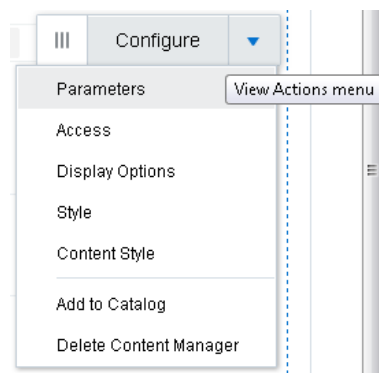 Configure
Parameters
View Actions menu
Access
Display Options
Style
Content Style
Add to Catalog
Delete Content Manager